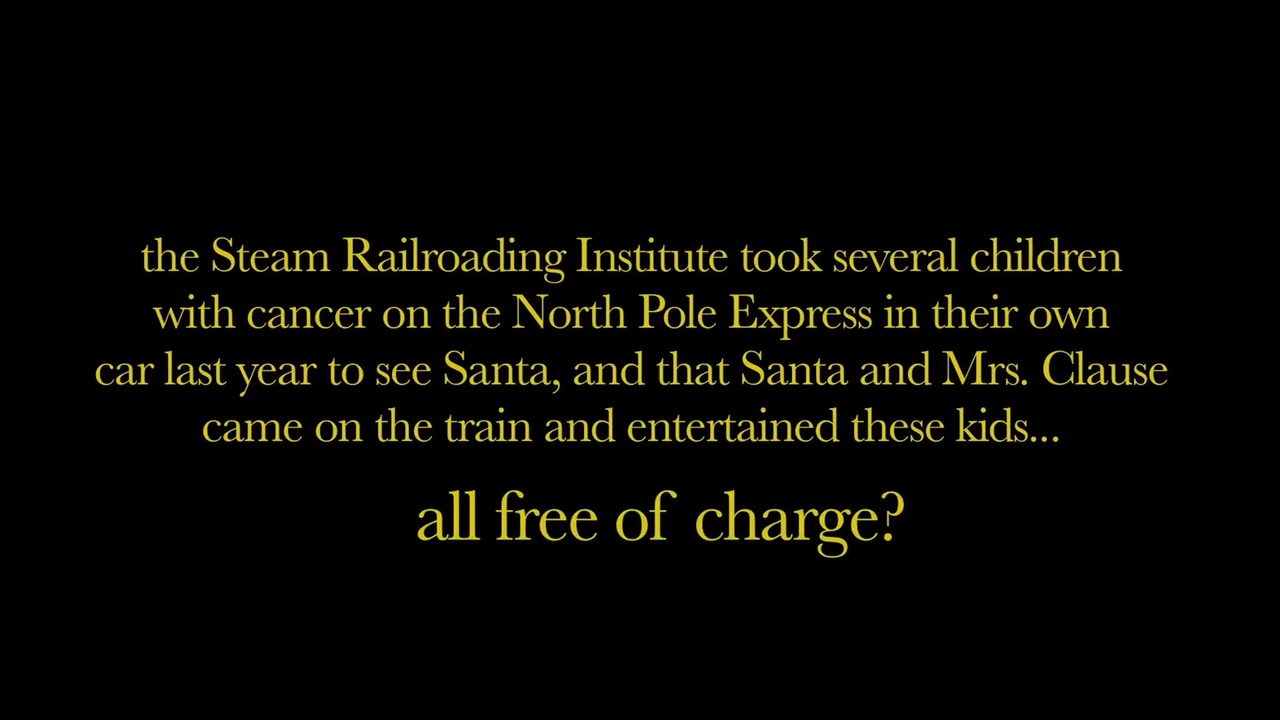 the Steam Railroading Institute took several children
with cancer on the North Pole Express in their own
car last year to see Santa, and that Santa and Mrs. Clause
came on the train and entertained these kids...
all free of charge?